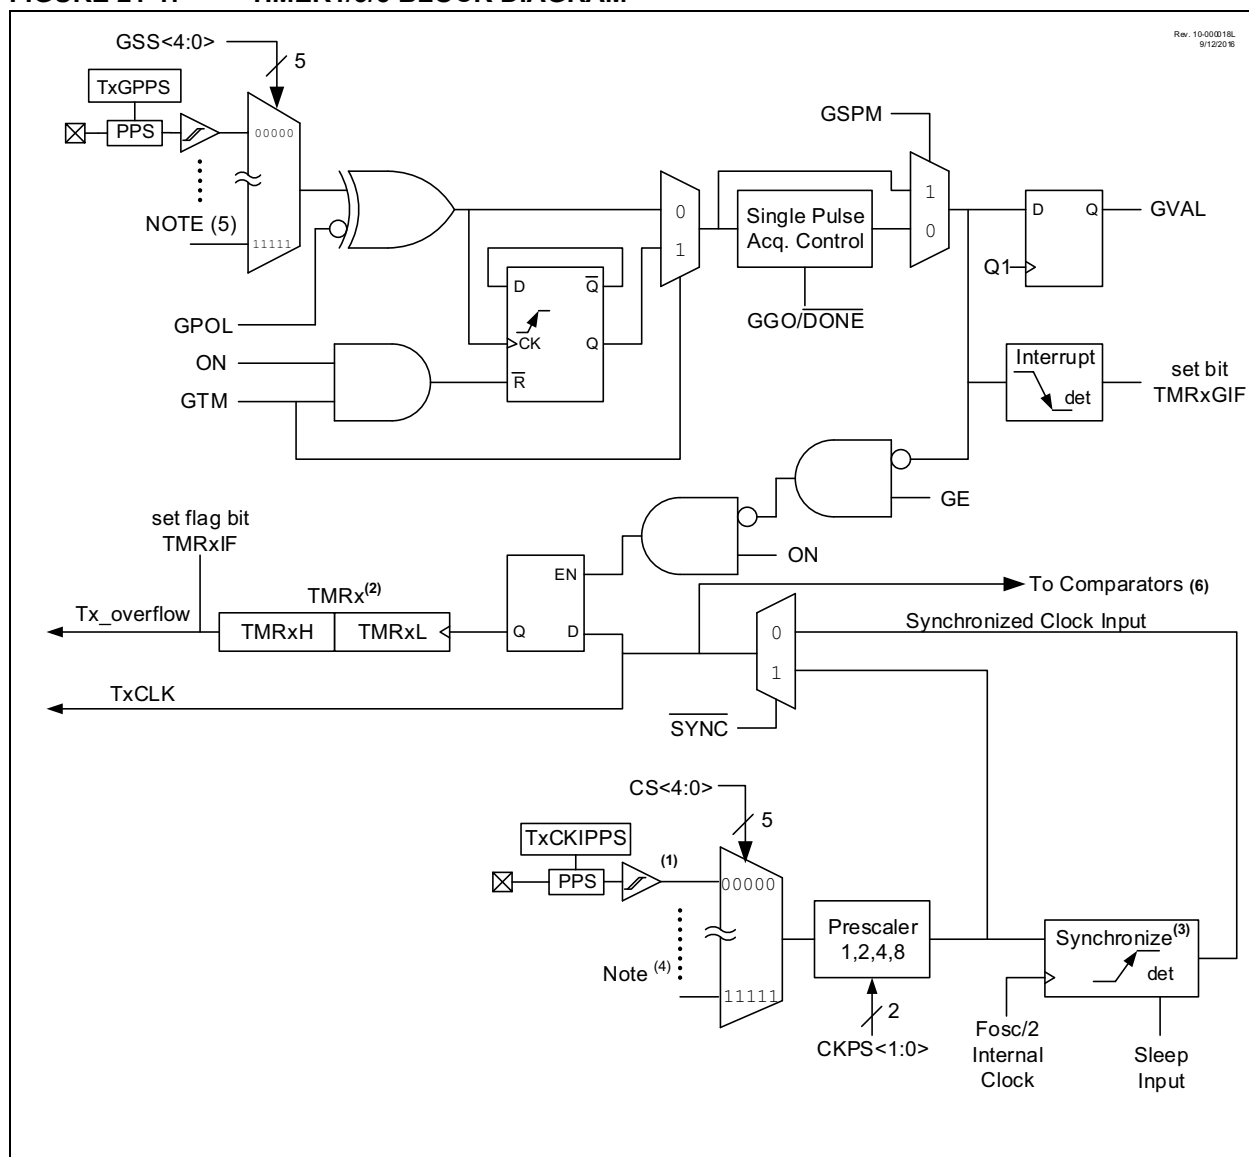 Rev. 10-000018L
9/12/2016
GSS<4:0>
5
TxGPPS
PPS
00000
NOTE (5)
11111
GPOL
ON
GTM
D
Q
CK
Q
R
0
1
Single Pulse
Acq. Control
GGO/DONE
GSPM
1
0
D
Q
Q1
GVAL
Interrupt
det
set bit
TMRxGIF
GE
ON
set flag bit
TMRxIF
Tx_overflow
TMRx(2)
TMRxH
TMRxL
EN
Q
D
To Comparators (6)
0
1
Synchronized Clock Input
TxCLK
SYNC
CS<4:0>
5
TxCKIPPS
PPS
(1)
00000
Note (4)
11111
Prescaler
1,2,4,8
2
CKPS<1:0>
Synchronize(3)
det
Fosc/2
Internal
Clock
Sleep
Input